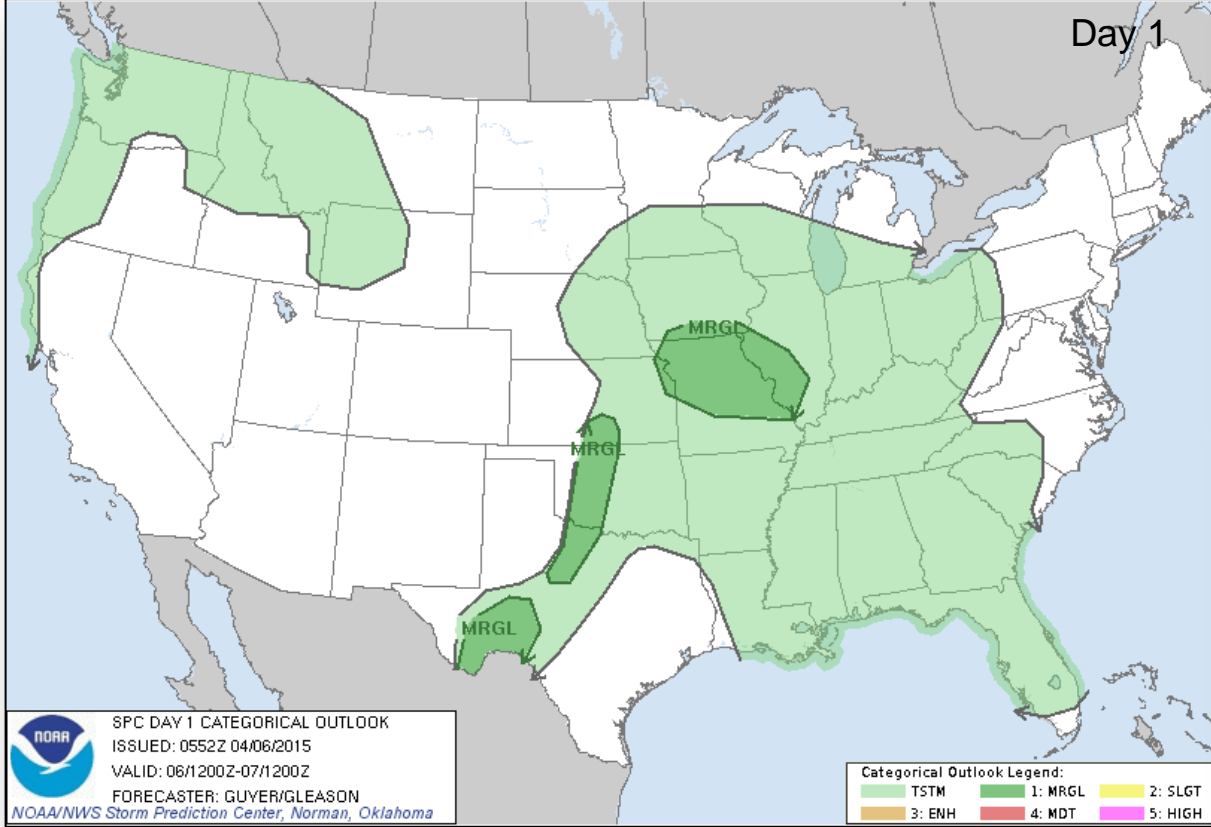 Day 1
MRGL
MRGL
MRGL
NOAA
SPC DAY 1 CATEGORICAL OUTLOOK
ISSUED: 0552Z 04/06/2015
VALID: 06/1200Z-07/1200Z
FORECASTER: GUYER/GLEASON
NOAA/NWS Storm Prediction Center, Norman, Oklahoma
Categorical Outlook Legend:
TSTM 1: MRGL 2: SLGT
3: ENH 4: MDT 5: HIGH